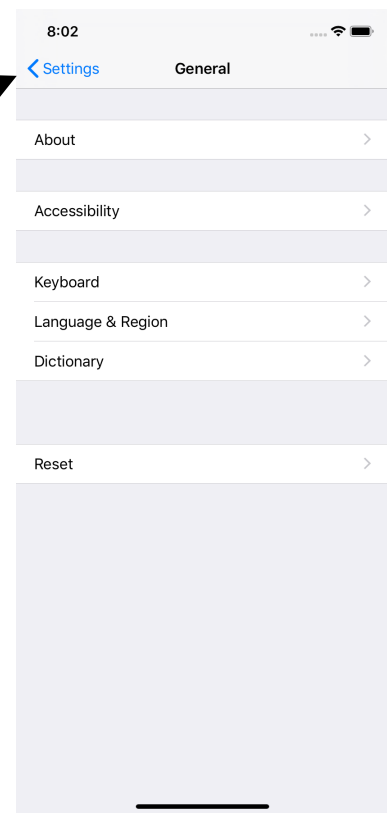 8:02
Settings General
About
Accessibility
Keyboard
Language & Region
Dictionary
Reset